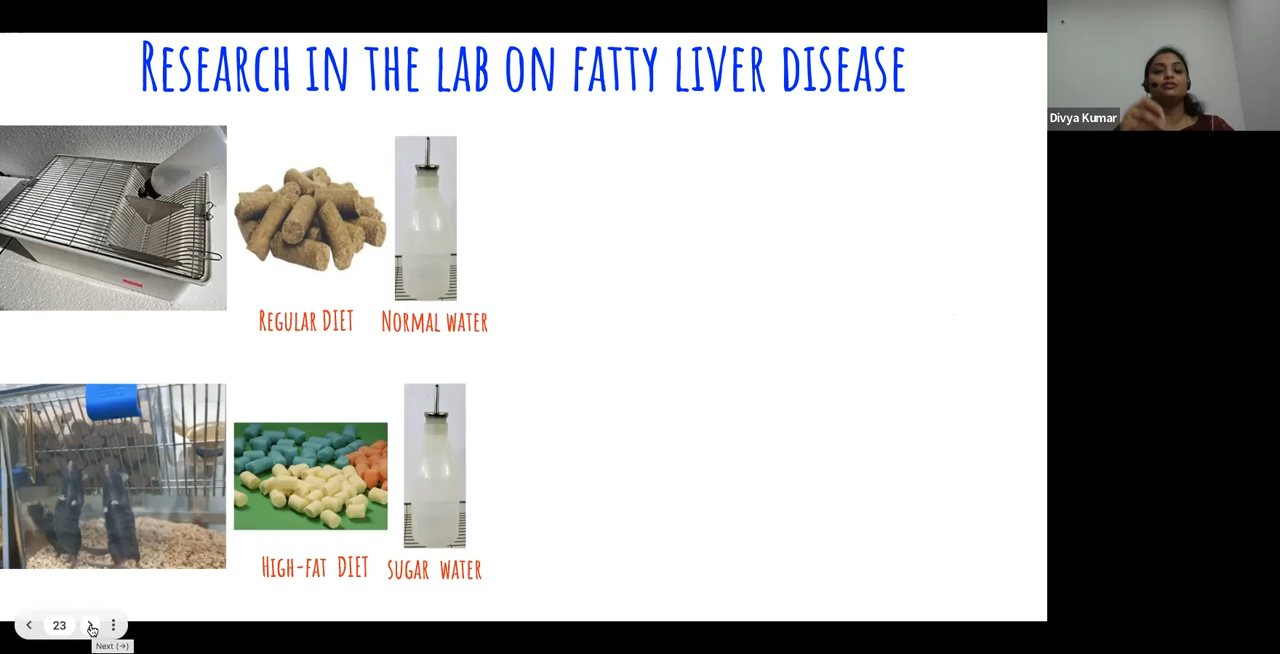 RESEARCH IN THE LAB ON FATTY LIVER DISEASE
Divya Kumar
REGULAR DIET NORMAL WATER
HIGH-FAT DIET SUGAR WATER
23
Next (→)